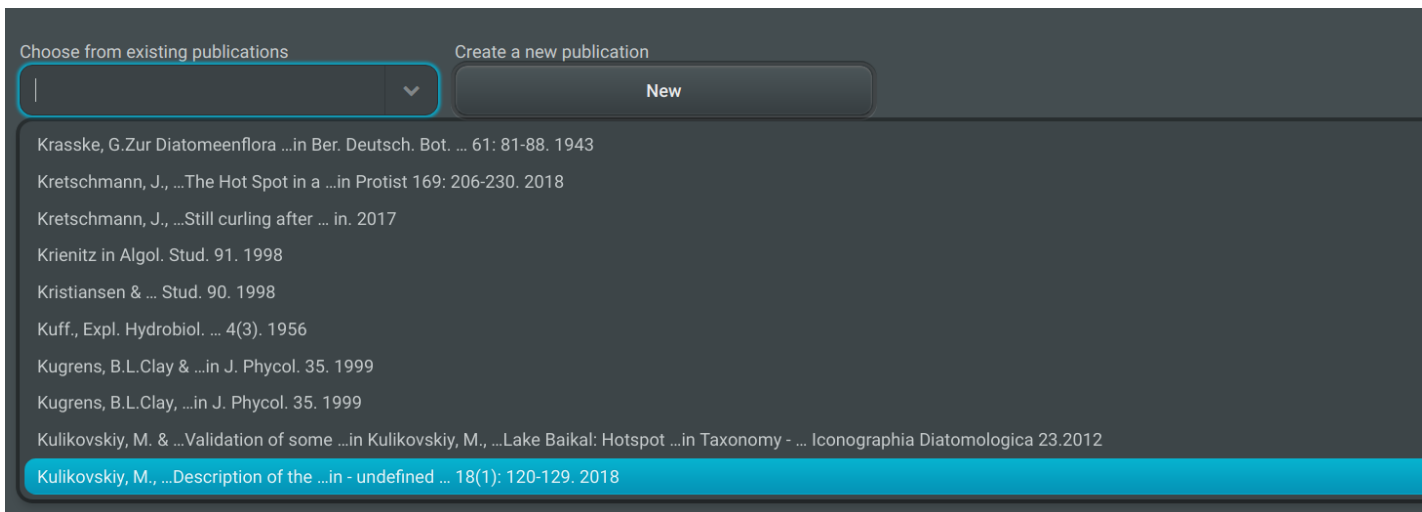 Choose from existing publications
Create a new publication
New
Krasske, G.Zur Diatomeenflora …in Ber. Deutsch. Bot. … 61: 81-88. 1943
Kretschmann, J., …The Hot Spot in a …in Protist 169: 206-230. 2018
Kretschmann, J., …Still curling after … in. 2017
Krienitz in Algol. Stud. 91. 1998
Kristiansen & … Stud. 90. 1998
Kuff., Expl. Hydrobiol. … 4(3). 1956
Kugrens, B.L.Clay & …in J. Phycol. 35. 1999
Kugrens, B.L.Clay, …in J. Phycol. 35. 1999
Kulikovskiy, M. & …Validation of some …in Kulikovskiy, M., …Lake Baikal: Hotspot …in Taxonomy - … Iconographia Diatomologica 23.2012
Kulikovskiy, M., …Description of the …in - undefined … 18(1): 120-129. 2018